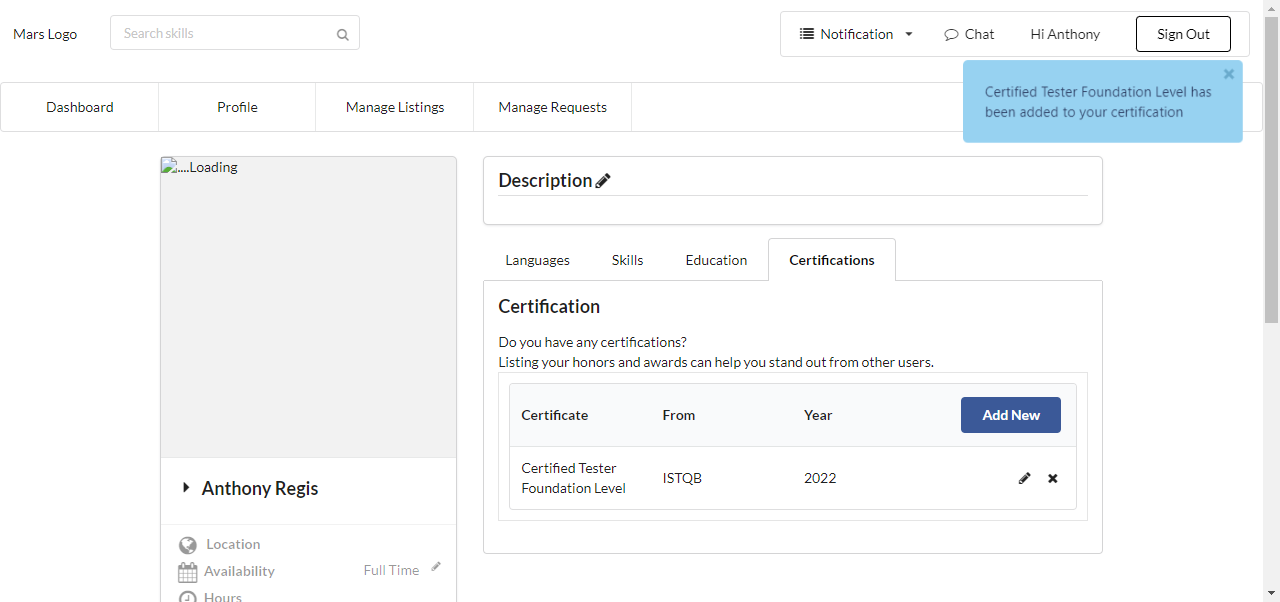 Mars Logo
Search skills
Notification
Chat
Hi Anthony
Sign Out
Certified Tester Foundation Level has
been added to your certification
Dashboard
Profile
Manage Listings
Manage Requests
....Loading
Anthony Regis
Location
Availability
Full Time
Hours
Description
Languages
Skills
Education
Certifications
Certification
Do you have any certifications?
Listing your honors and awards can help you stand out from other users.
Certificate
From
Year
Add New
Certified Tester
Foundation Level
ISTQB
2022